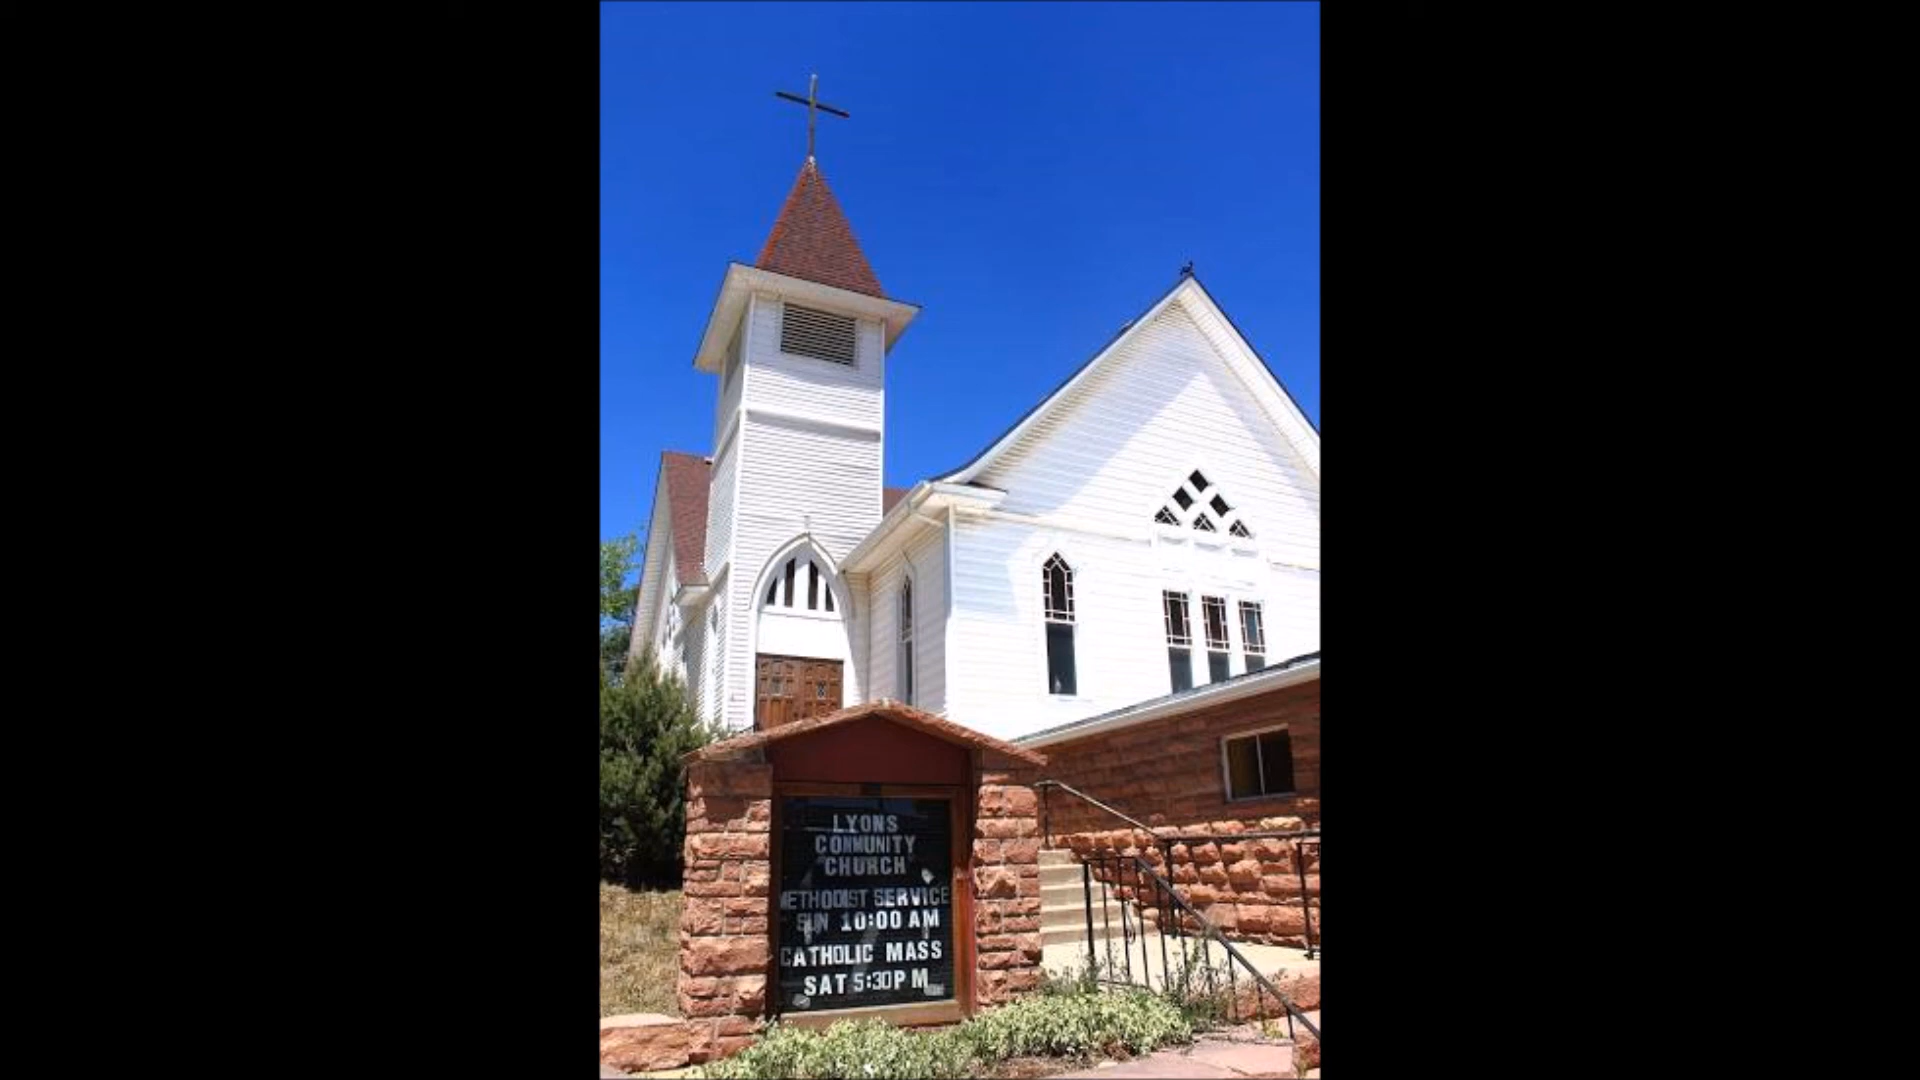 LYONS
COMMUNITY
CHURCH
METHODIST SERVICE
SUN 10:00 AM
CATHOLIC MASS
SAT 5:30 PM